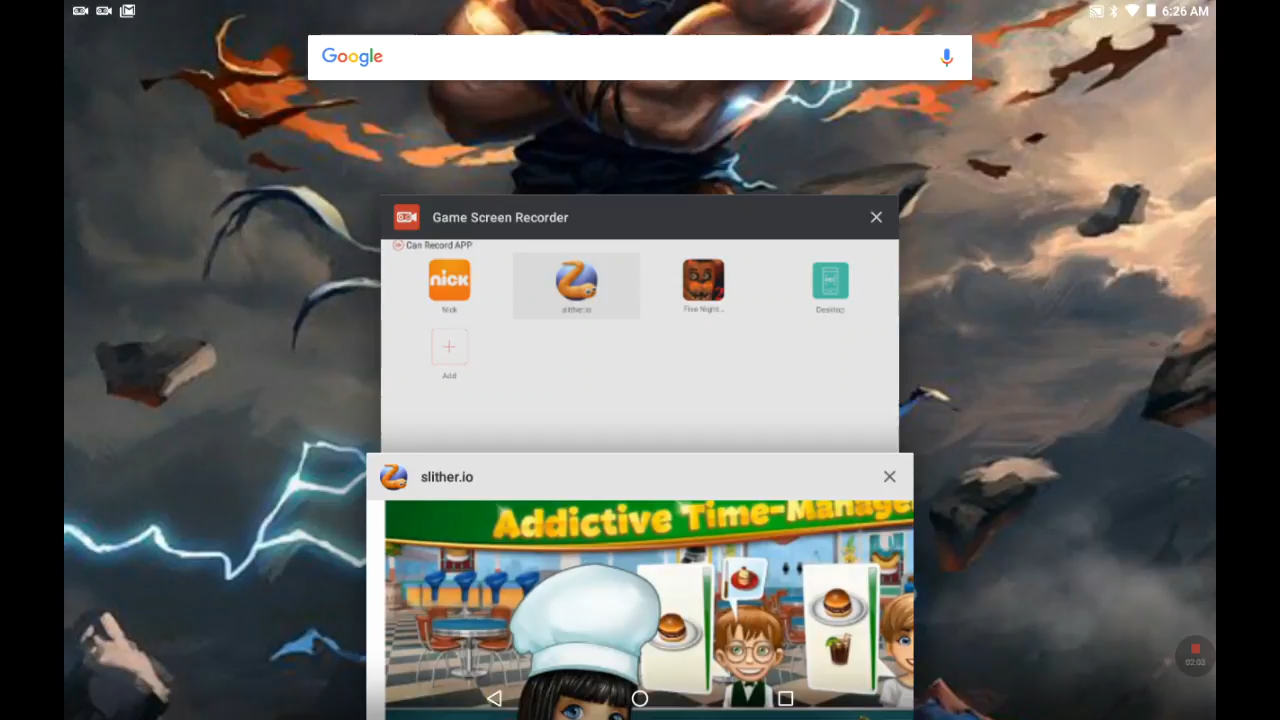 6:26 AM
Google
Game Screen Recorder
Can Record APP
nick
Nick
slither.io
Five Night...
Desktop
Add
slither.io
Addictive Time-Manage
02:03